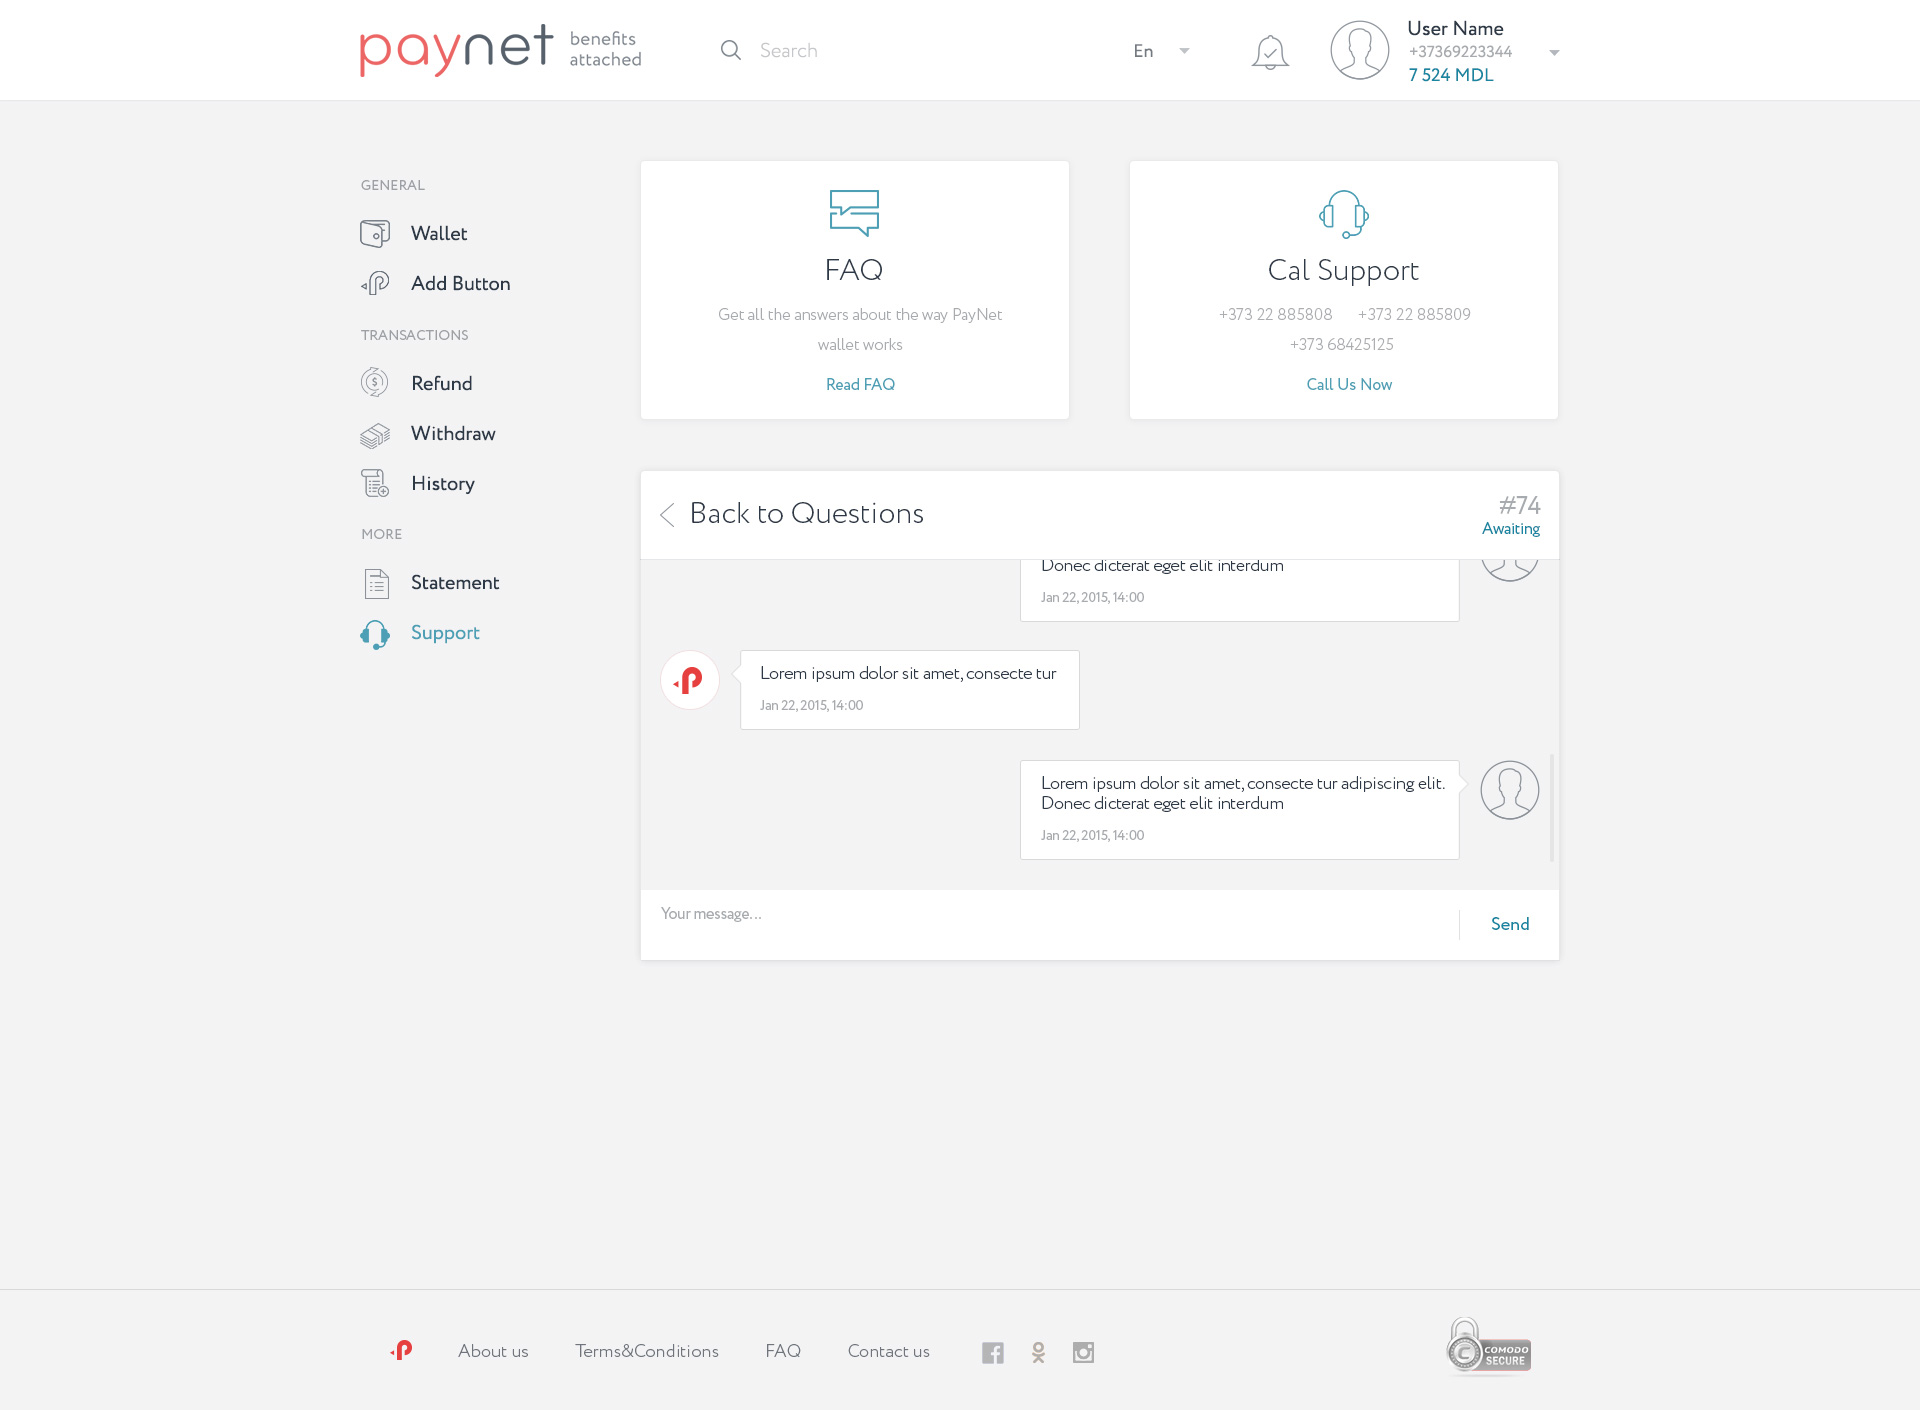 paynet benefits
attached
Search
En
User Name
+37369223344
7 524 MDL
GENERAL
Wallet
Add Button
TRANSACTIONS
Refund
Withdraw
History
MORE
Statement
Support
FAQ
Get all the answers about the way PayNet
wallet works
Read FAQ
Cal Support
+373 22 885808 +373 22 885809
+373 68425125
Call Us Now
Back to Questions
#74
Awaiting
Donec dicterat eget elit interdum
Jan 22, 2015, 14:00
Lorem ipsum dolor sit amet, consecte tur
Jan 22, 2015, 14:00
Lorem ipsum dolor sit amet, consecte tur adipiscing elit.
Donec dicterat eget elit interdum
Jan 22, 2015, 14:00
Your message...
Send
About us
Terms&Conditions
FAQ
Contact us
COMODO
SECURE